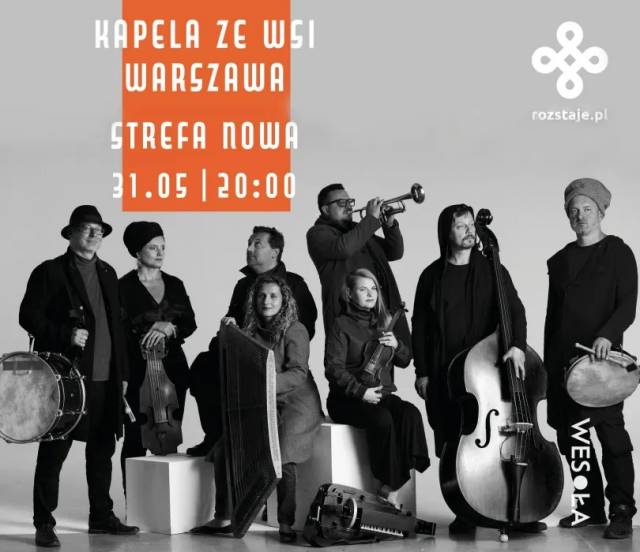 KAPELA ZE WSI
WARSZAWA
STREFA NOWA
31.05 | 20:00
rozstaje.pl
WESOŁA